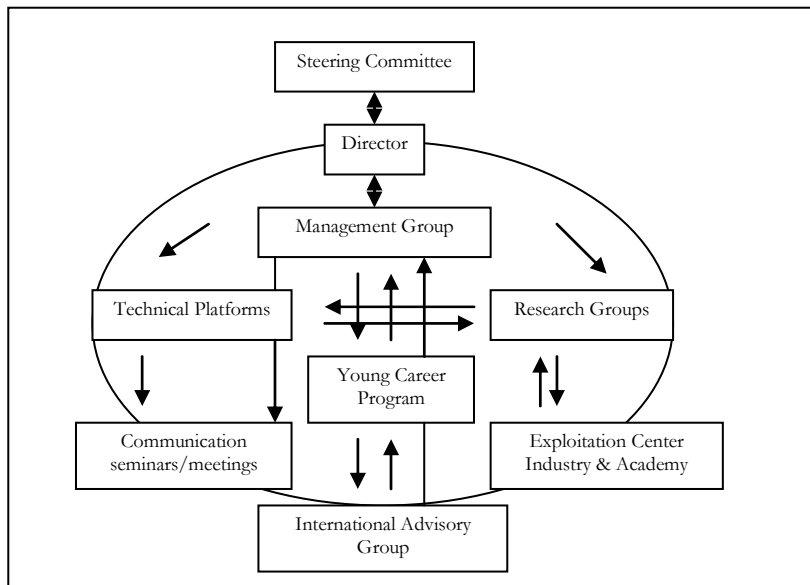 Steering Committee
Director
Management Group
Technical Platforms
Research Groups
Young Career
Program
Communication
seminars/meetings
Exploitation Center
Industry & Academy
International Advisory
Group